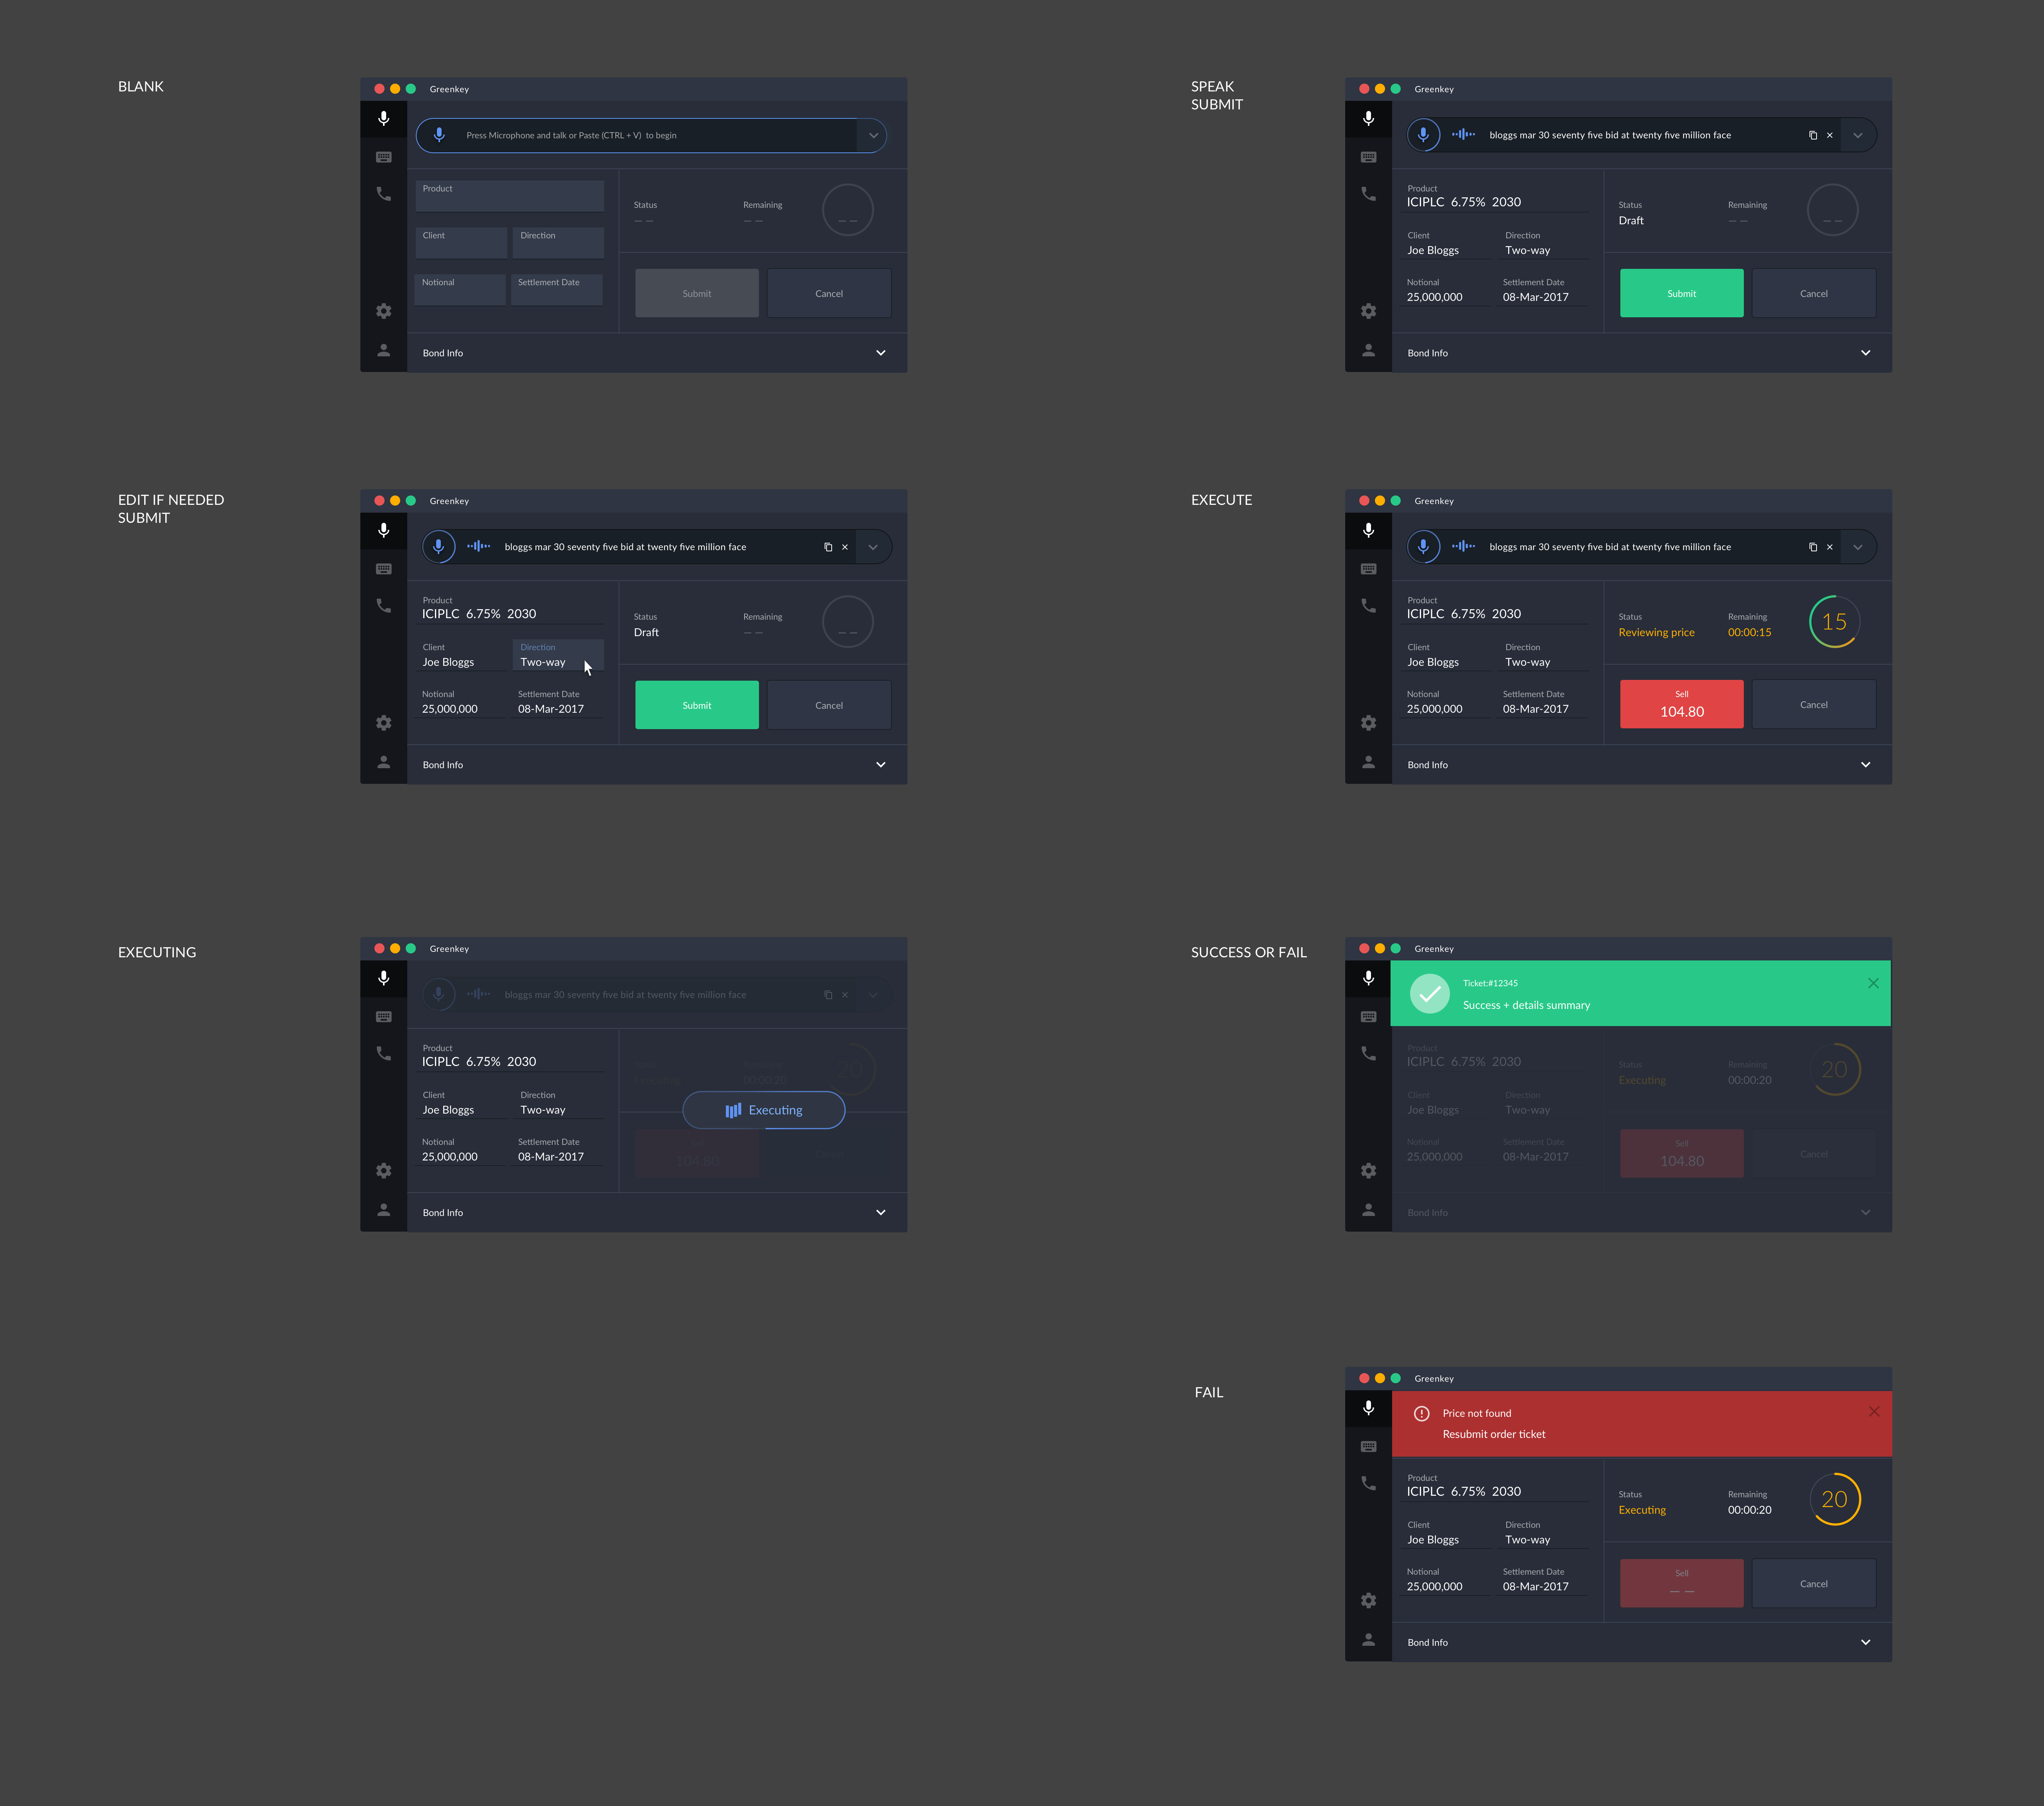 BLANK
Greenkey
Press Microphone and talk or Paste (CTRL + V) to begin
Product
Client
Direction
Notional
Settlement Date
Status
— —
Remaining
— —
— —
Submit
Cancel
Bond Info
SPEAK
SUBMIT
Greenkey
bloggs mar 30 seventy five bid at twenty five million face
Product
ICIPLC 6.75% 2030
Client
Joe Bloggs
Direction
Two-way
Notional
25,000,000
Settlement Date
08-Mar-2017
Status
Draft
Remaining
— —
— —
Submit
Cancel
Bond Info
EDIT IF NEEDED
SUBMIT
Greenkey
bloggs mar 30 seventy five bid at twenty five million face
Product
ICIPLC 6.75% 2030
Client
Joe Bloggs
Direction
Two-way
Notional
25,000,000
Settlement Date
08-Mar-2017
Status
Draft
Remaining
— —
— —
Submit
Cancel
Bond Info
EXECUTE
Greenkey
bloggs mar 30 seventy five bid at twenty five million face
Product
ICIPLC 6.75% 2030
Client
Joe Bloggs
Direction
Two-way
Notional
25,000,000
Settlement Date
08-Mar-2017
Status
Reviewing price
Remaining
00:00:15
15
Sell
104.80
Cancel
Bond Info
EXECUTING
Greenkey
bloggs mar 30 seventy five bid at twenty five million face
Product
ICIPLC 6.75% 2030
Client
Joe Bloggs
Direction
Two-way
Notional
25,000,000
Settlement Date
08-Mar-2017
00:00:20
20
Executing
104.80
Bond Info
SUCCESS OR FAIL
Greenkey
Ticket:#12345
Success + details summary
Product
ICIPLC 6.75% 2030
Client
Joe Bloggs
Direction
Two-way
Notional
25,000,000
Settlement Date
08-Mar-2017
Status
Executing
Remaining
00:00:20
20
Sell
104.80
Cancel
Bond Info
FAIL
Greenkey
Price not found
Resubmit order ticket
Product
ICIPLC 6.75% 2030
Client
Joe Bloggs
Direction
Two-way
Notional
25,000,000
Settlement Date
08-Mar-2017
Status
Executing
Remaining
00:00:20
20
Sell
— —
Cancel
Bond Info